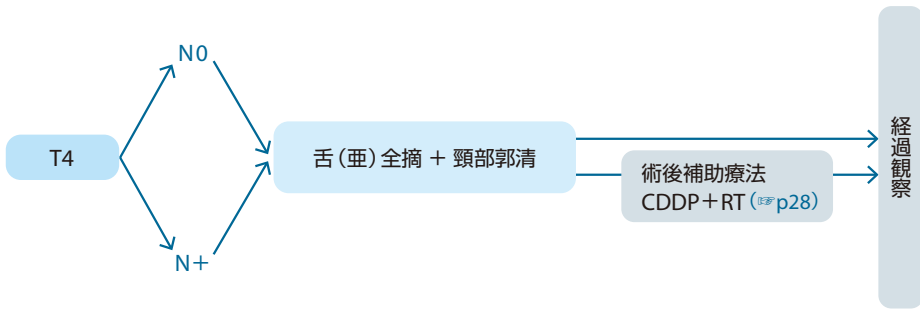 N0
T4
舌(亜)全摘 + 頸部郭清
術後補助療法
CDDP+RT(☞p28)
経過観察
N+